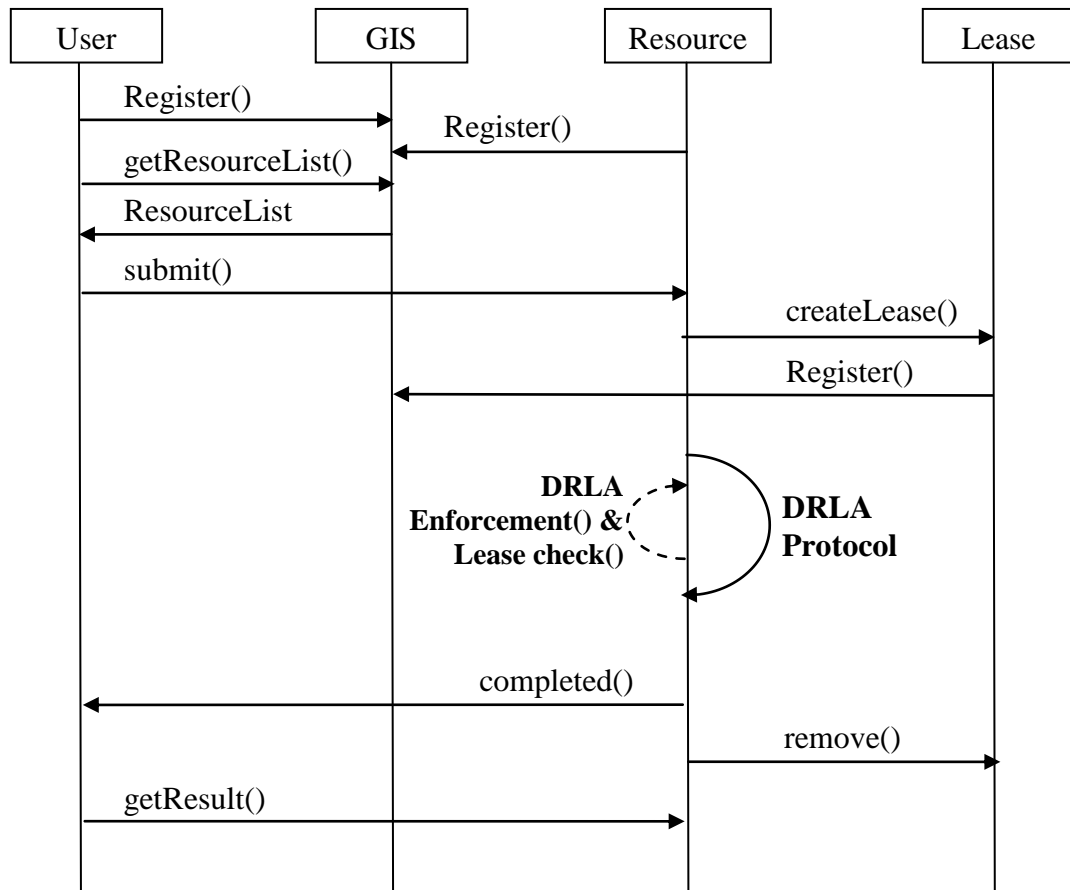 User
GIS
Resource
Lease
Register()
Register()
getResourceList()
ResourceList
submit()
createLease()
Register()
DRLA
Enforcement() &
Lease check()
DRLA
Protocol
completed()
remove()
getResult()